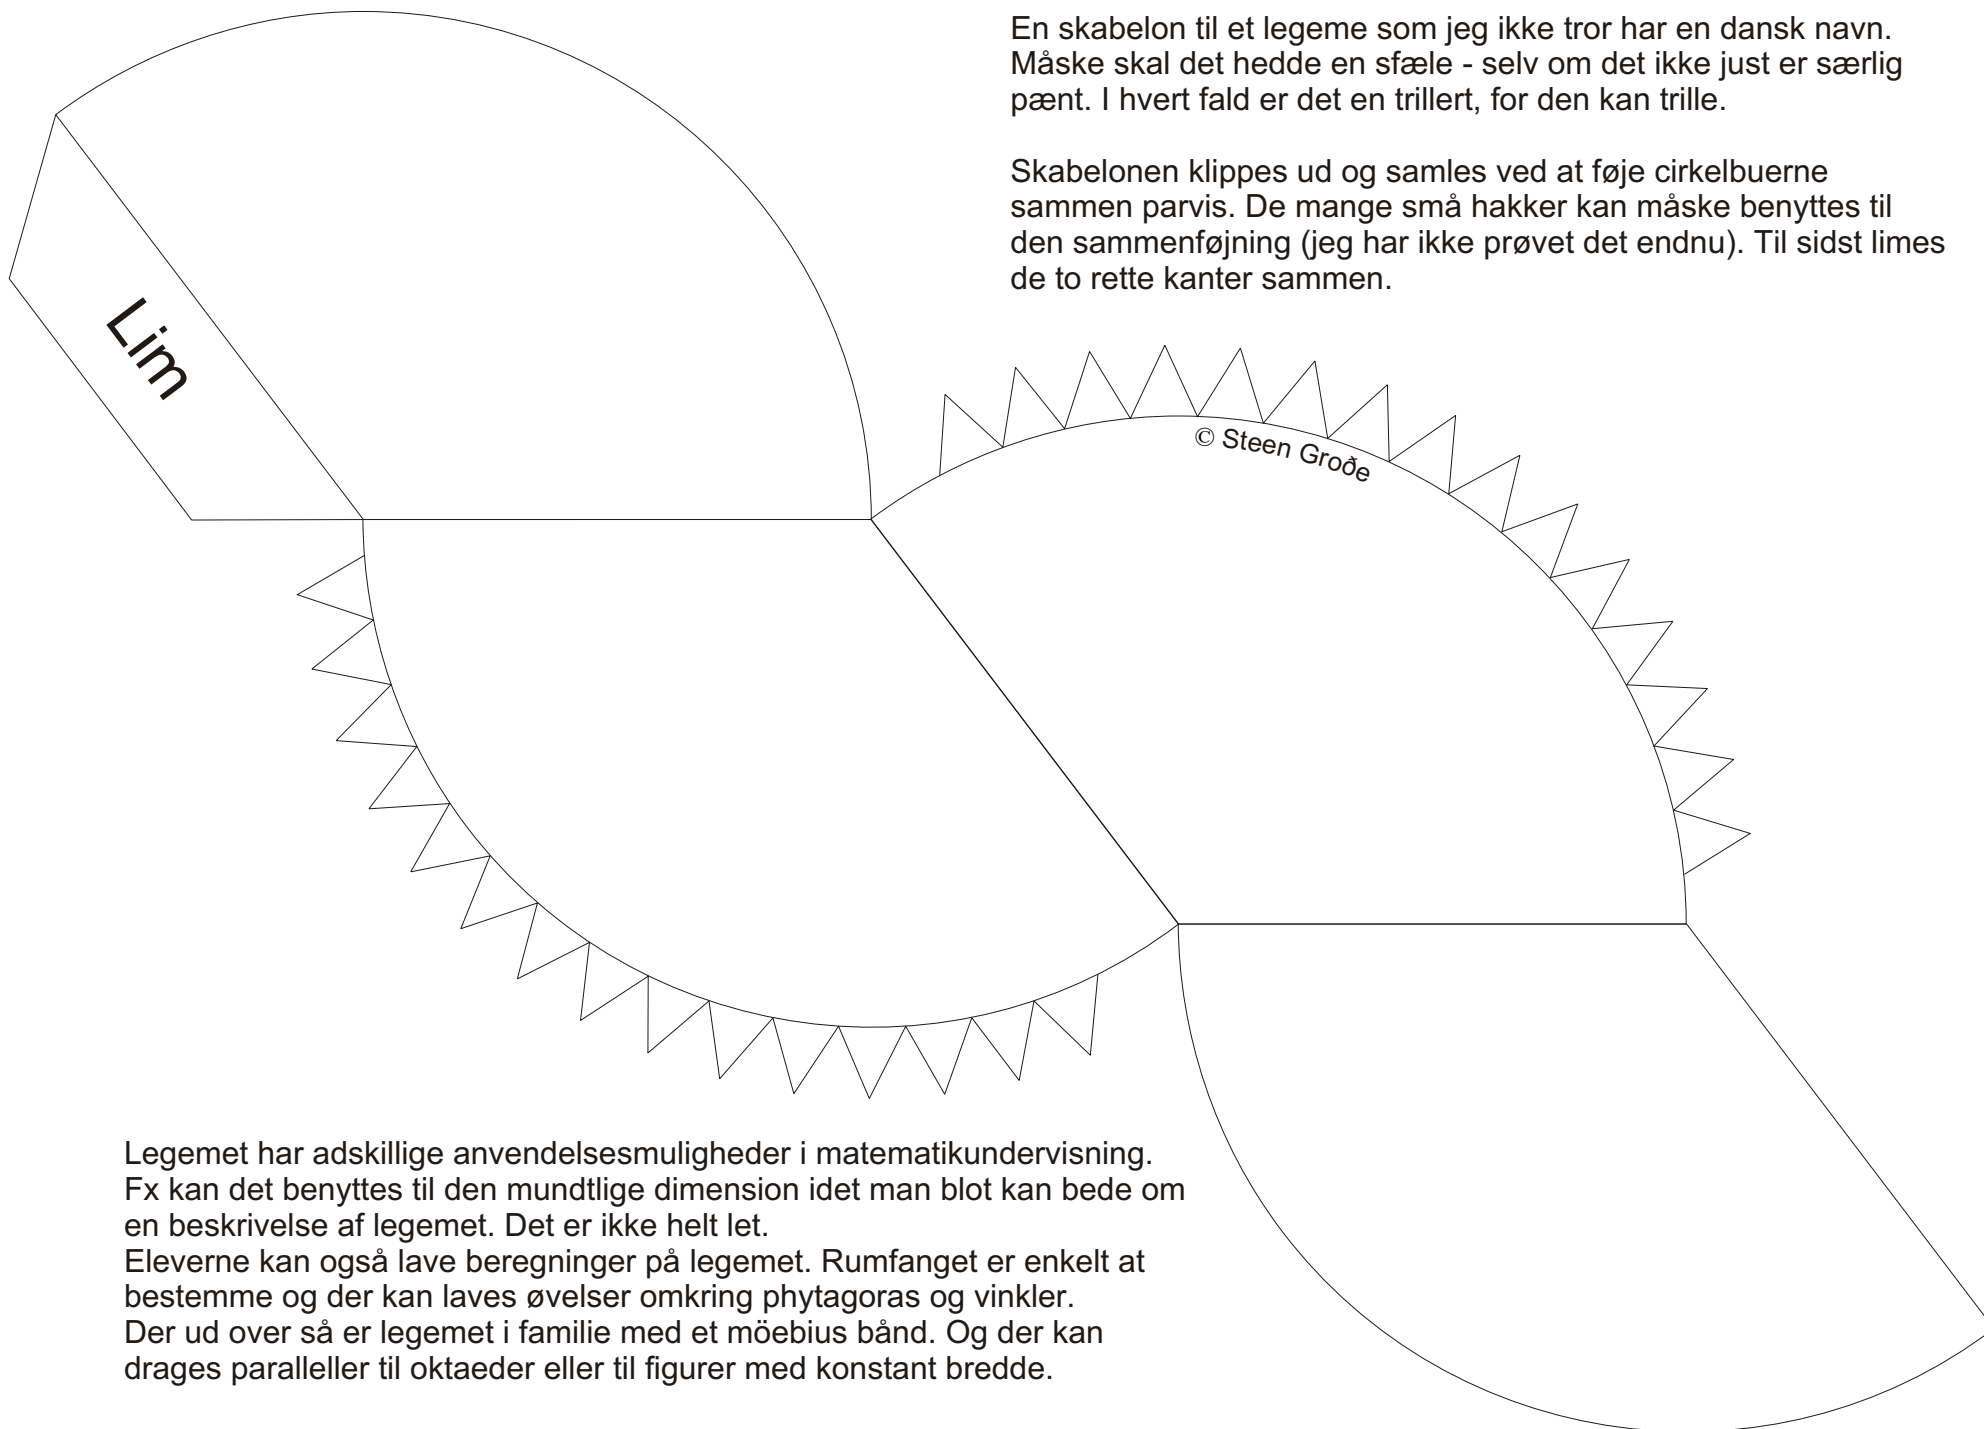 En skabelon til et legeme som jeg ikke tror har en dansk navn.
Måske skal det hedde en sfæle - selv om det ikke just er særlig
pænt. I hvert fald er det en trillert, for den kan trille.
Skabelonen klippes ud og samles ved at føje cirkelbuerne
sammen parvis. De mange små hakker kan måske benyttes til
den sammenføjning (jeg har ikke prøvet det endnu). Til sidst limes
de to rette kanter sammen.
Lim
© Steen Groðe
Legemet har adskillige anvendelsesmuligheder i matematikundervisning.
Fx kan det benyttes til den mundtlige dimension idet man blot kan bede om
en beskrivelse af legemet. Det er ikke helt let.
Eleverne kan også lave beregninger på legemet. Rumfanget er enkelt at
bestemme og der kan laves øvelser omkring phytagoras og vinkler.
Der ud over så er legemet i familie med et möebius bånd. Og der kan
drages paralleller til oktaeder eller til figurer med konstant bredde.